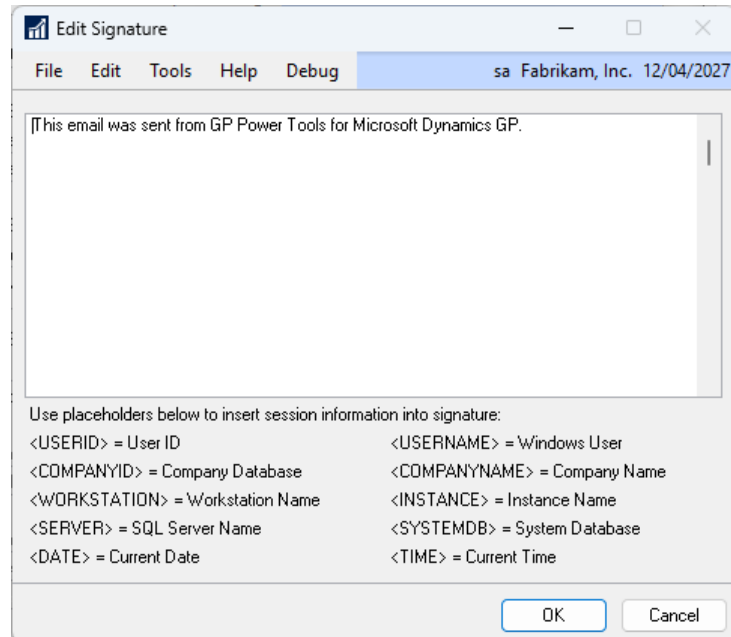 Edit Signature
File Edit Tools Help Debug sa Fabrikam, Inc. 12/04/2027
This email was sent from GP Power Tools for Microsoft Dynamics GP.
Use placeholders below to insert session information into signature:
<USERID> = User ID <USERNAME> = Windows User
<COMPANYID> = Company Database <COMPANYNAME> = Company Name
<WORKSTATION> = Workstation Name <INSTANCE> = Instance Name
<SERVER> = SQL Server Name <SYSTEMDB> = System Database
<DATE> = Current Date <TIME> = Current Time
OK Cancel